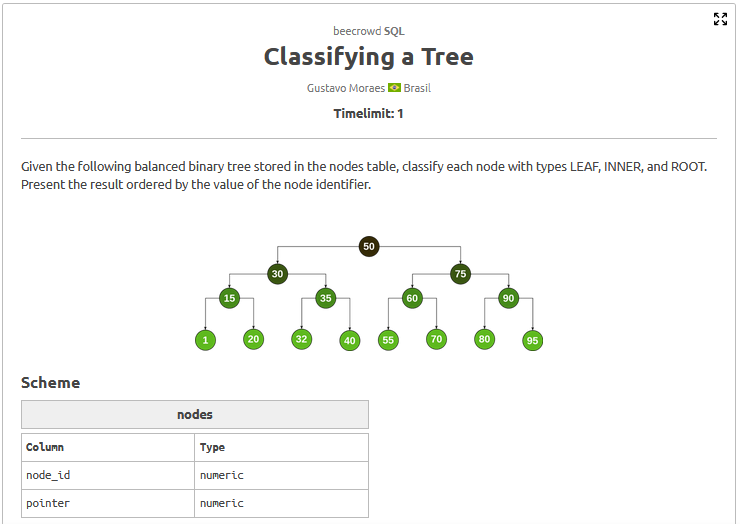 beecrowd SQL
Classifying a Tree
Gustavo Moraes Brasil
Timelimit: 1
Given the following balanced binary tree stored in the nodes table, classify each node with types LEAF, INNER, and ROOT.
Present the result ordered by the value of the node identifier.
50
30 75
15 35 60 90
1 20 32 40 55 70 80 95
Scheme
nodes
Column Type
node_id numeric
pointer numeric